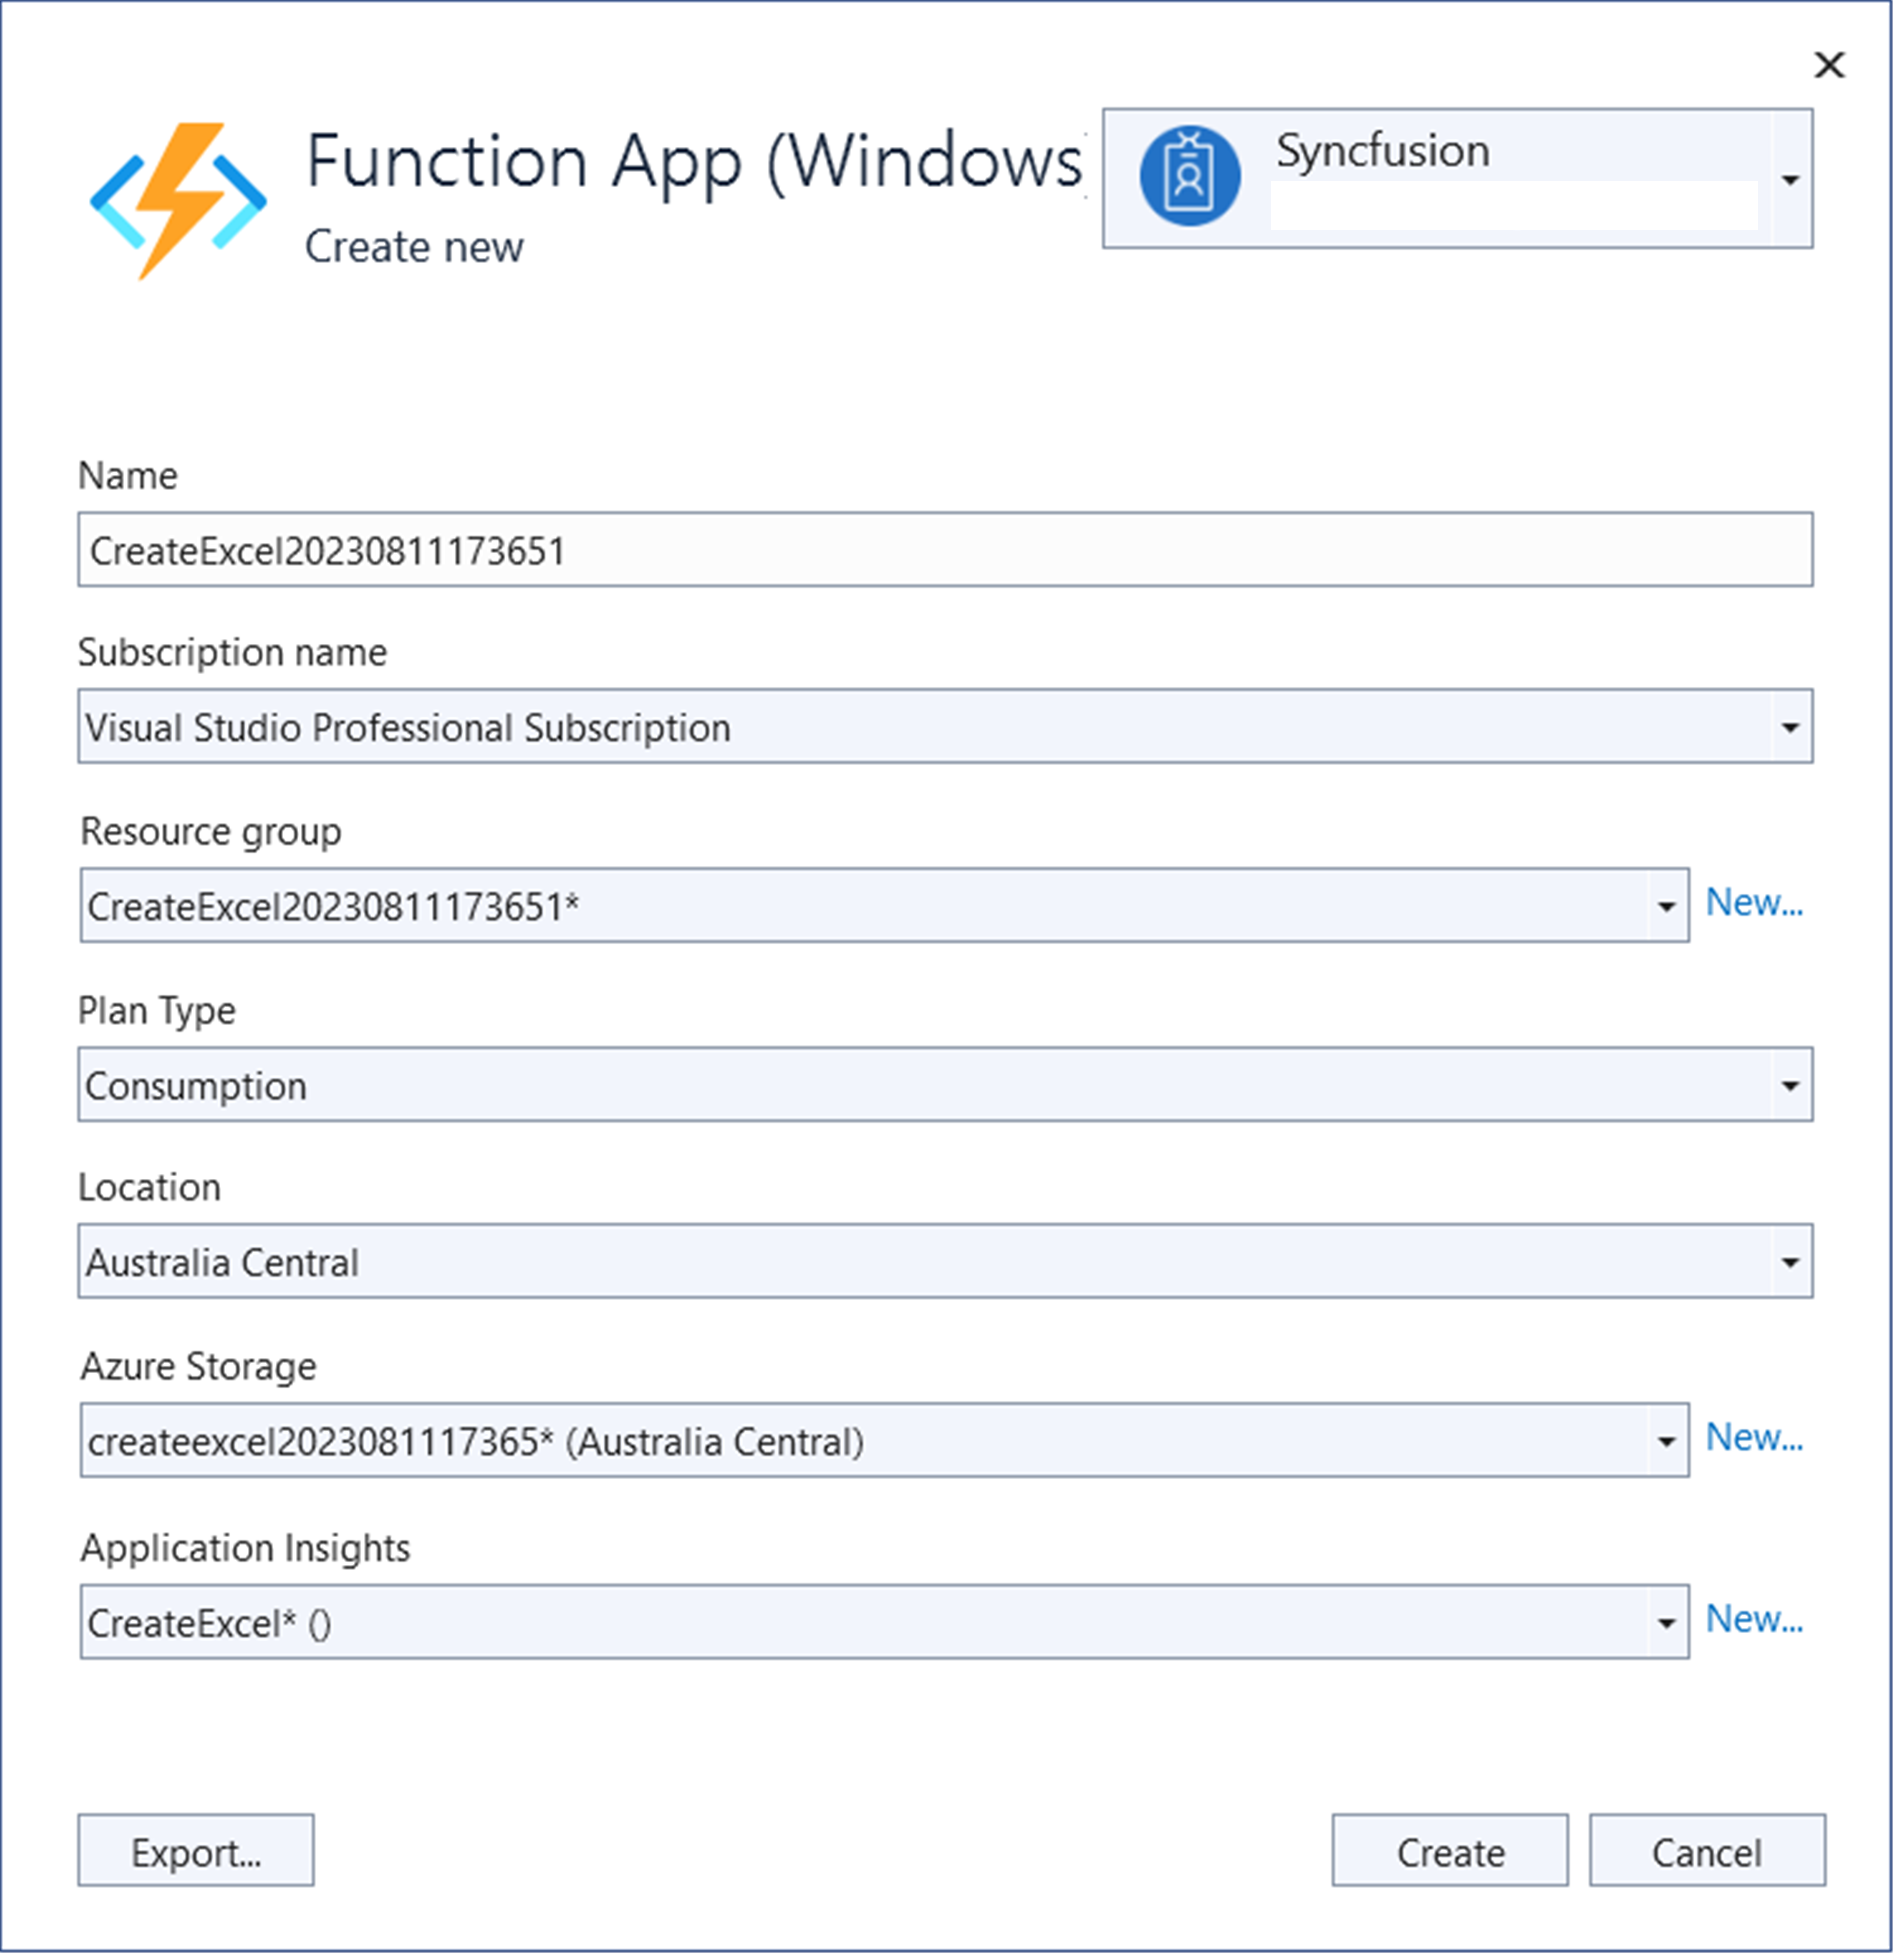 Function App (Windows)
Create new
Syncfusion
Name
CreateExcel20230811173651
Subscription name
Visual Studio Professional Subscription
Resource group
CreateExcel20230811173651*
New...
Plan Type
Consumption
Location
Australia Central
Azure Storage
createexcel2023081117365* (Australia Central)
New...
Application Insights
CreateExcel* ()
New...
Export...
Create
Cancel